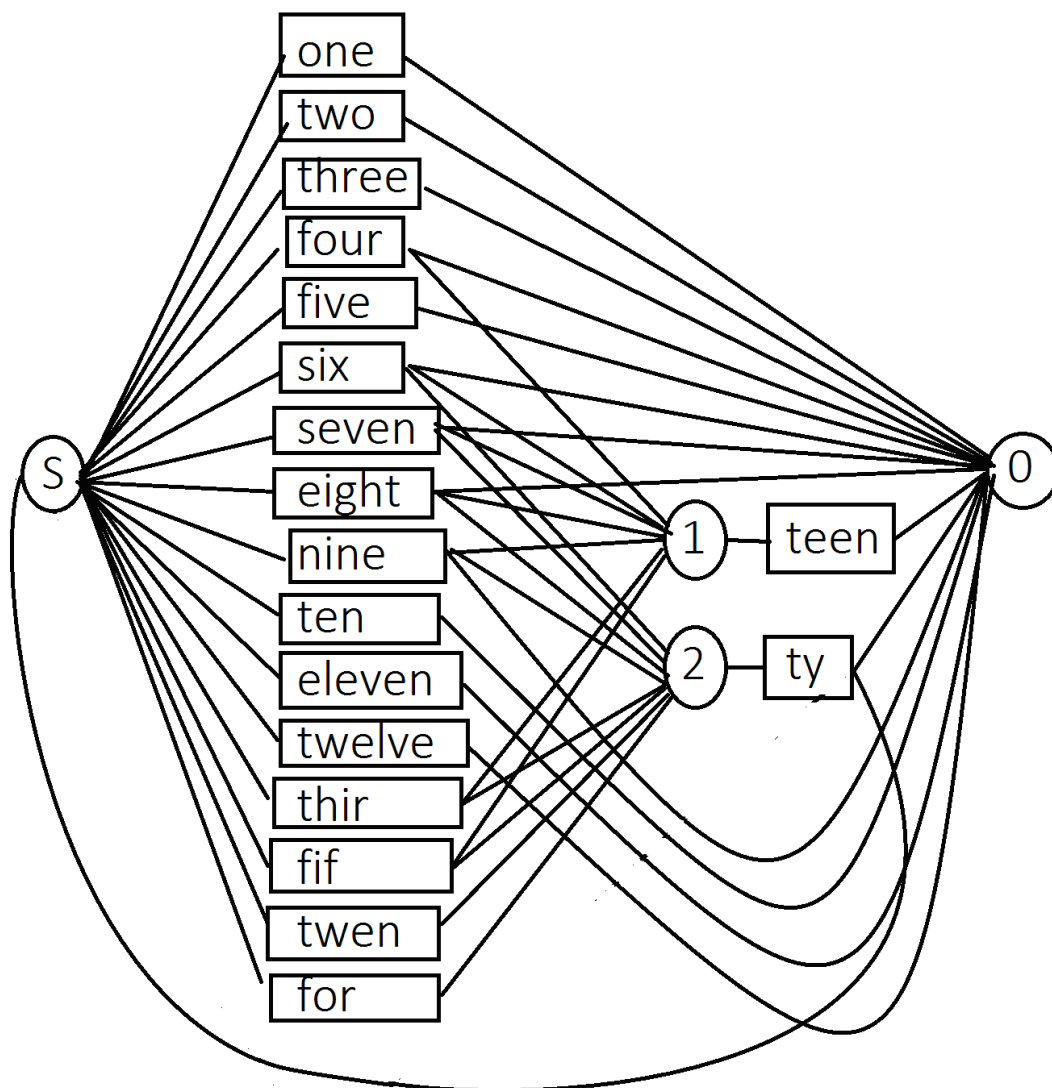 one
two
three
four
five
six
seven
eight
nine
ten
eleven
twelve
thir
fif
twen
for
S
1
teen
2
ty
0